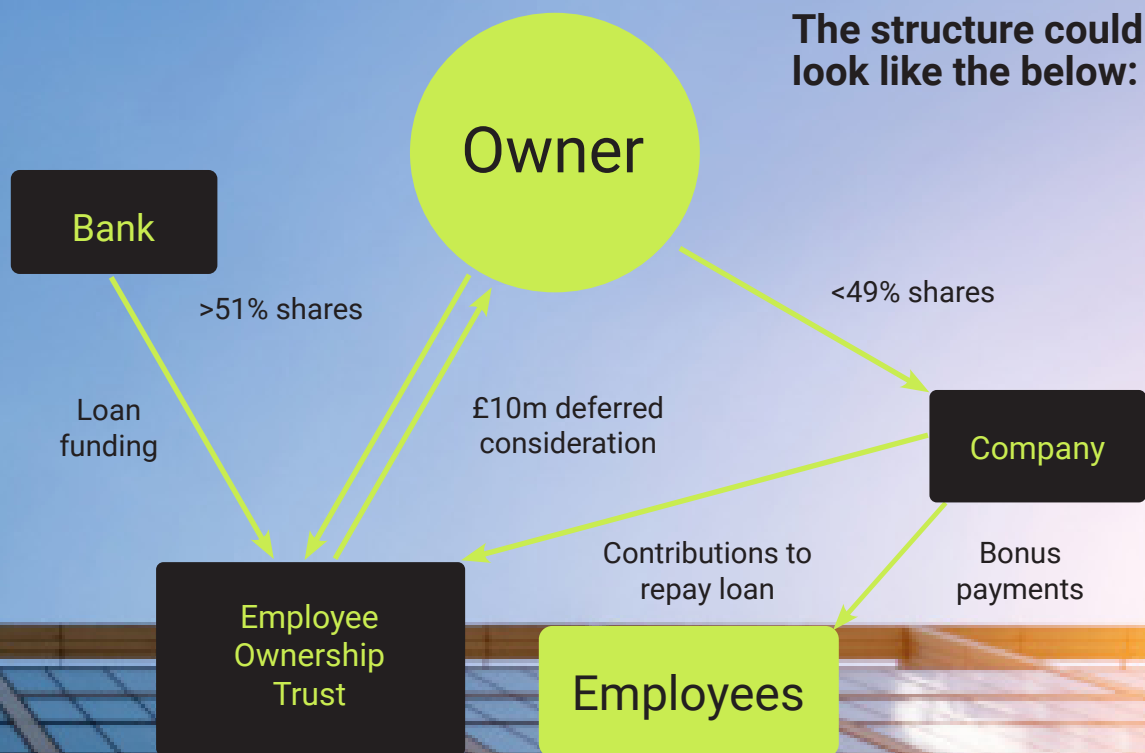 The structure could
look like the below:
Owner
Bank
>51% shares
<49% shares
Loan
funding
£10m deferred
consideration
Company
Contributions to
repay loan
Bonus
payments
Employee
Ownership
Trust
Employees